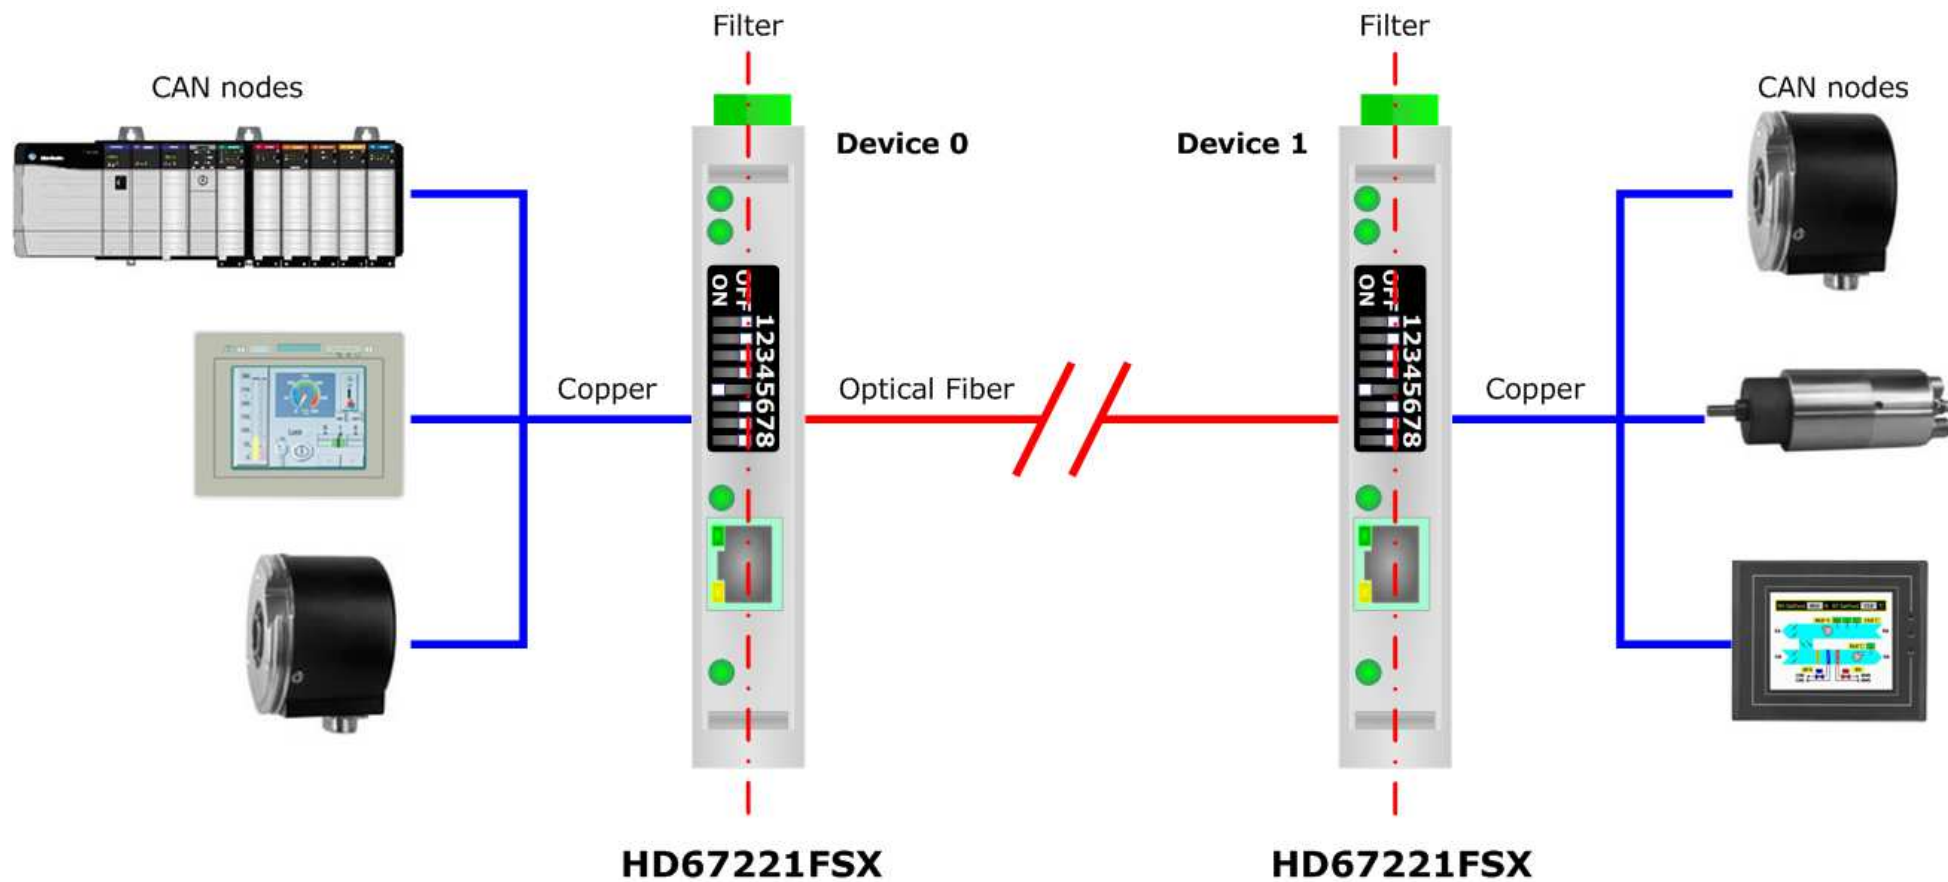 Filter
Filter
CAN nodes
CAN nodes
Device 0
Device 1
OFF
ON
12345678
OFF
ON
12345678
Copper
Optical Fiber
Copper
HD67221FSX
HD67221FSX